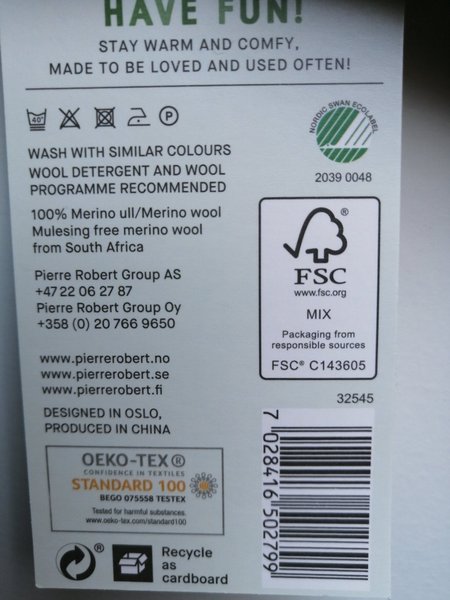 HAVE FUN!
STAY WARM AND COMFY,
MADE TO BE LOVED AND USED OFTEN!
40°
P
WASH WITH SIMILAR COLOURS
WOOL DETERGENT AND WOOL
PROGRAMME RECOMMENDED
100% Merino ull/Merino wool
Mulesing free merino wool
from South Africa
Pierre Robert Group AS
+47 22 06 27 87
Pierre Robert Group Oy
+358 (0) 20 766 9650
www.pierrerobert.no
www.pierrerobert.se
www.pierrerobert.fi
DESIGNED IN OSLO,
PRODUCED IN CHINA
OEKO-TEX®
CONFIDENCE IN TEXTILES
STANDARD 100
BEGO 075558 TESTEX
Tested for harmful substances.
www.oeko-tex.com/standard100
®
Recycle
as
cardboard
NORDIC SWAN ECOLABEL
2039 0048
®
FSC
www.fsc.org
MIX
Packaging from
responsible sources
FSC® C143605
32545
7 028416 502799